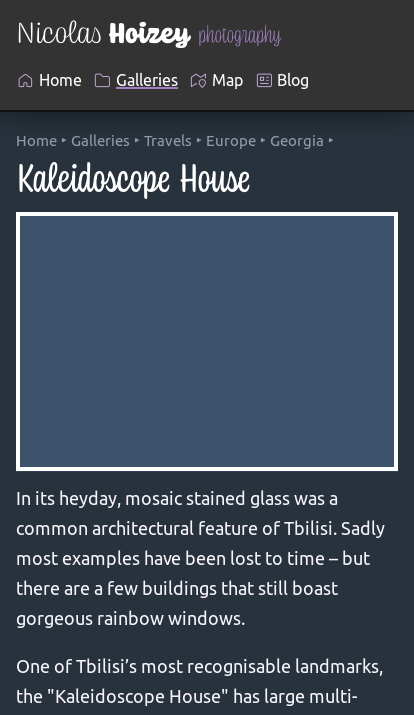 Nicolas Hoizey photography
Home Galleries Map Blog
Home ‣ Galleries ‣ Travels ‣ Europe ‣ Georgia ‣
Kaleidoscope House
In its heyday, mosaic stained glass was a
common architectural feature of Tbilisi. Sadly
most examples have been lost to time – but
there are a few buildings that still boast
gorgeous rainbow windows.
One of Tbilisi’s most recognisable landmarks,
the "Kaleidoscope House" has large multi-